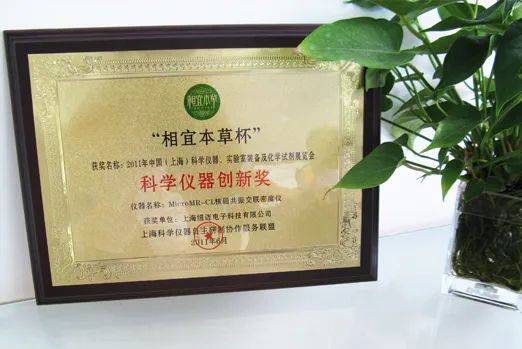 相宜本草
“相宜本草杯”
获奖名称:2011年中国(上海)科学仪器、实验室装备及化学试剂展览会
科学仪器创新奖
仪器名称:MicroMR-CL核磁共振交联密度仪
获奖单位:上海纽迈电子科技有限公司
上海科学仪器自主研制协作服务联盟
2011年6月